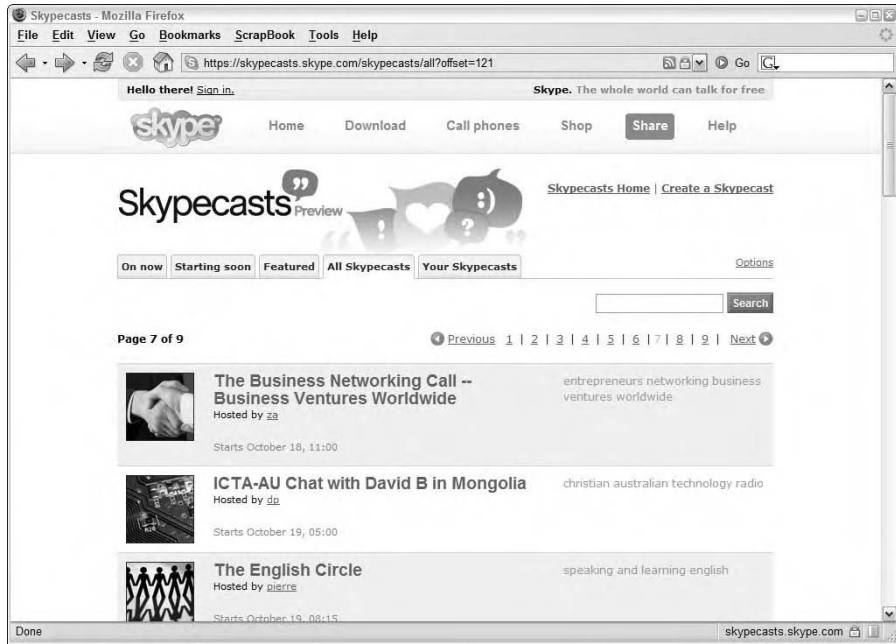 Skypecasts - Mozilla Firefox
File Edit View Go Bookmarks ScrapBook Tools Help
https://skypecasts.skype.com/skypecasts/all?offset=121 Go G
Hello there! Sign in. Skype. The whole world can talk for free
skype Home Download Call phones Shop Share Help
Skypecasts Preview ! :) ?
Skypecasts Home | Create a Skypecast
On now Starting soon Featured All Skypecasts Your Skypecasts Options
Search
Page 7 of 9 Previous 1 | 2 | 3 | 4 | 5 | 6 | 7 | 8 | 9 | Next
The Business Networking Call -- entrepreneurs networking business
Business Ventures Worldwide ventures worldwide
Hosted by za
Starts October 18, 11:00
ICTA-AU Chat with David B in Mongolia christian australian technology radio
Hosted by dp
Starts October 19, 05:00
The English Circle speaking and learning english
Hosted by pierre
Starts October 19, 08:15
Done skypecasts.skype.com